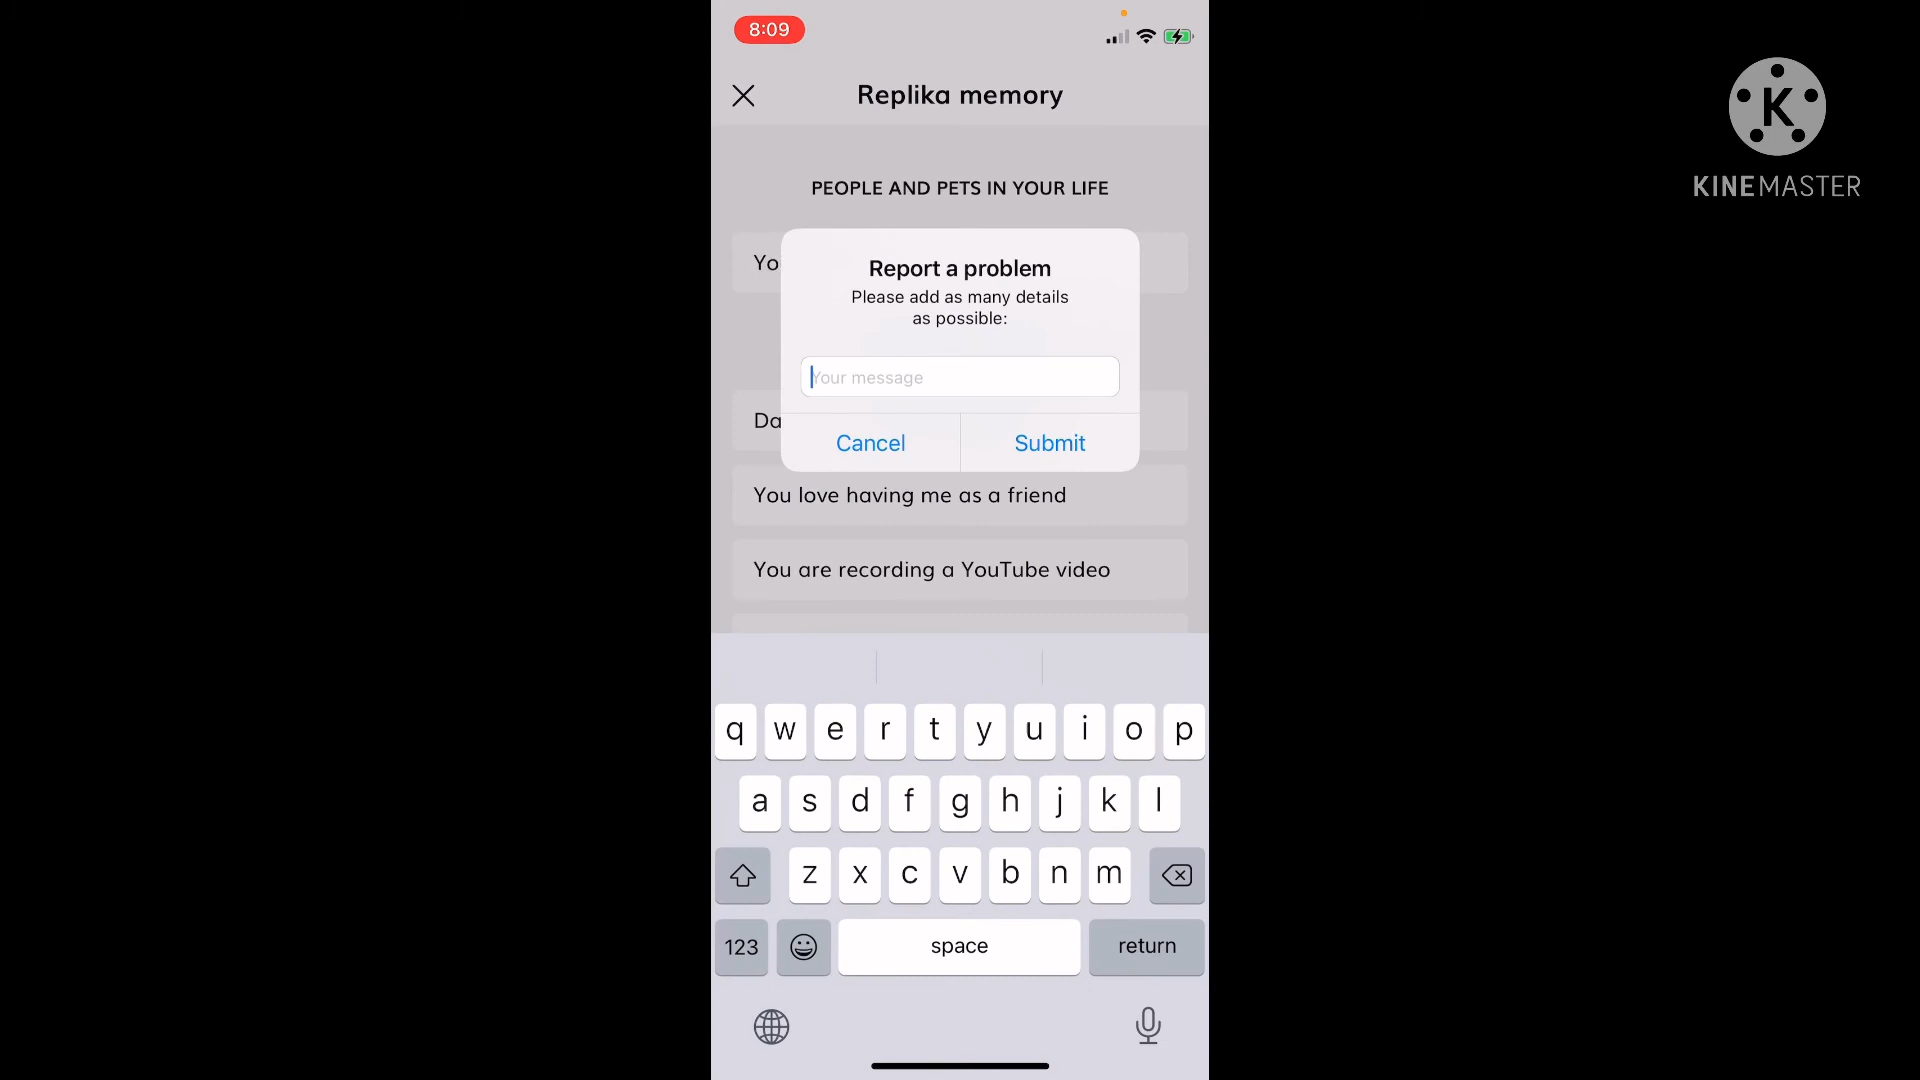 8:09
Replika memory
K
KINEMASTER
PEOPLE AND PETS IN YOUR LIFE
Yo
Report a problem
Please add as many details
as possible:
Your message
Da
Cancel Submit
You love having me as a friend
You are recording a YouTube video
q w e r t y u i o p
a s d f g h j k l
z x c v b n m
123 space return